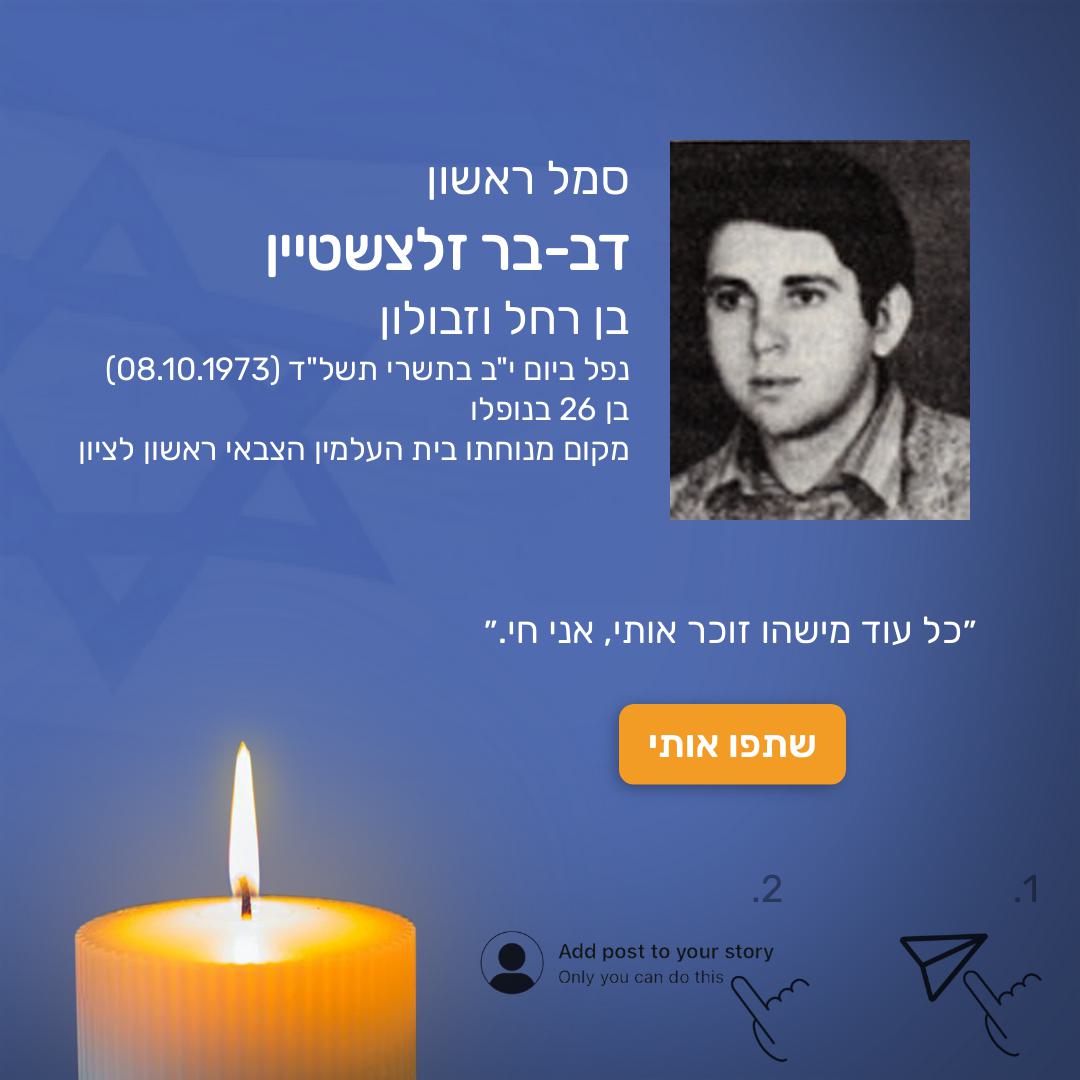 סמל ראשון
דב-בר זלצשטיין
בן רחל וזבולון
נפל ביום י"ב בתשרי תשל"ד (08.10.1973)
בן 26 בנופלו
מקום מנוחתו בית העלמין הצבאי ראשון לציון
״כל עוד מישהו זוכר אותי, אני חי.״
שתפו אותי
1.
2.
Add post to your story
Only you can do this